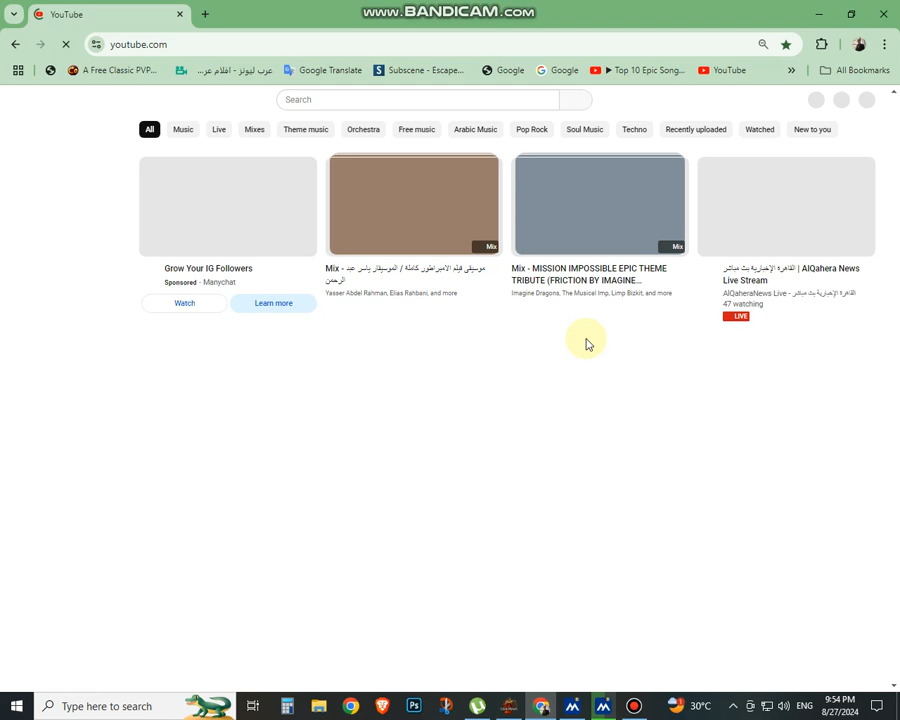 WWW.BANDICAM.COM
YouTube
youtube.com
A Free Classic PVP...
عرب ليونز - افلام عر...
Google Translate
Subscene - Escape...
Google
Google
Top 10 Epic Song...
YouTube
All Bookmarks
Search
All
Music
Live
Mixes
Theme music
Orchestra
Free music
Arabic Music
Pop Rock
Soul Music
Techno
Recently uploaded
Watched
New to you
Mix
Mix
Grow Your IG Followers
Sponsored · Manychat
Watch
Learn more
Mix - موسيقى فيلم الامبراطور كاملة / الموسيقار ياسر عبد
الرحمن
Yasser Abdel Rahman, Elias Rahbani, and more
Mix - MISSION IMPOSSIBLE EPIC THEME
TRIBUTE (FRICTION BY IMAGINE...
Imagine Dragons, The Musical Imp, Limp Bizkit, and more
القاهرة الإخبارية بث مباشر | AlQahera News
Live Stream
AlQaheraNews Live - القاهرة الإخبارية بث مباشر
47 watching
LIVE
Type here to search
Ps
30°C
ENG
9:54 PM
8/27/2024